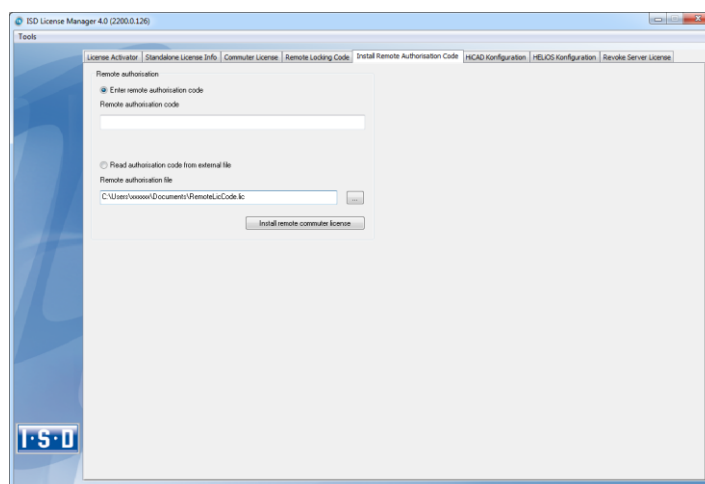 ISD License Manager 4.0 (2200.0.126)
Tools
License Activator Standalone License Info Commuter License Remote Locking Code Install Remote Authorisation Code HiCAD Konfiguration HELiOS Konfiguration Revoke Server License
Remote authorisation
Enter remote authorisation code
Remote authorisation code
Read authorisation code from external file
Remote authorisation file
C:\Users\xxxxxx\Documents\RemoteLicCode.lic
...
Install remote commuter license
I·S·D